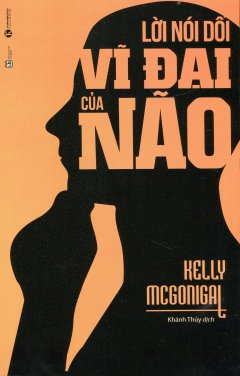 LỜI NÓI DỐI
VĨ ĐẠI
CỦA
NÃO
KELLY
MCGONIGAL
Khánh Thủy dịch